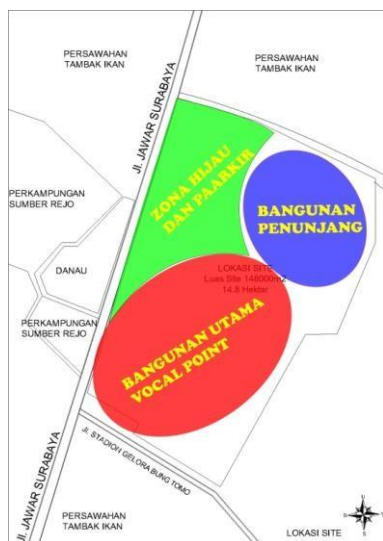 PERSAWAHAN
TAMBAK IKAN
PERSAWAHAN
TAMBAK IKAN
Jl. JAWAR SURABAYA
ZONA HIJAU
DAN PAARKIR
PERKAMPUNGAN
SUMBER REJO
BANGUNAN
PENUNJANG
DANAU
LOKASI SITE
Luas Site 148000m2
14.8 Hektar
PERKAMPUNGAN
SUMBER REJO
BANGUNAN UTAMA
VOCAL POINT
Jl. STADION GELORA BUNG TOMO
Jl. JAWAR SURABAYA
PERSAWAHAN
TAMBAK IKAN
U
LOKASI SITE